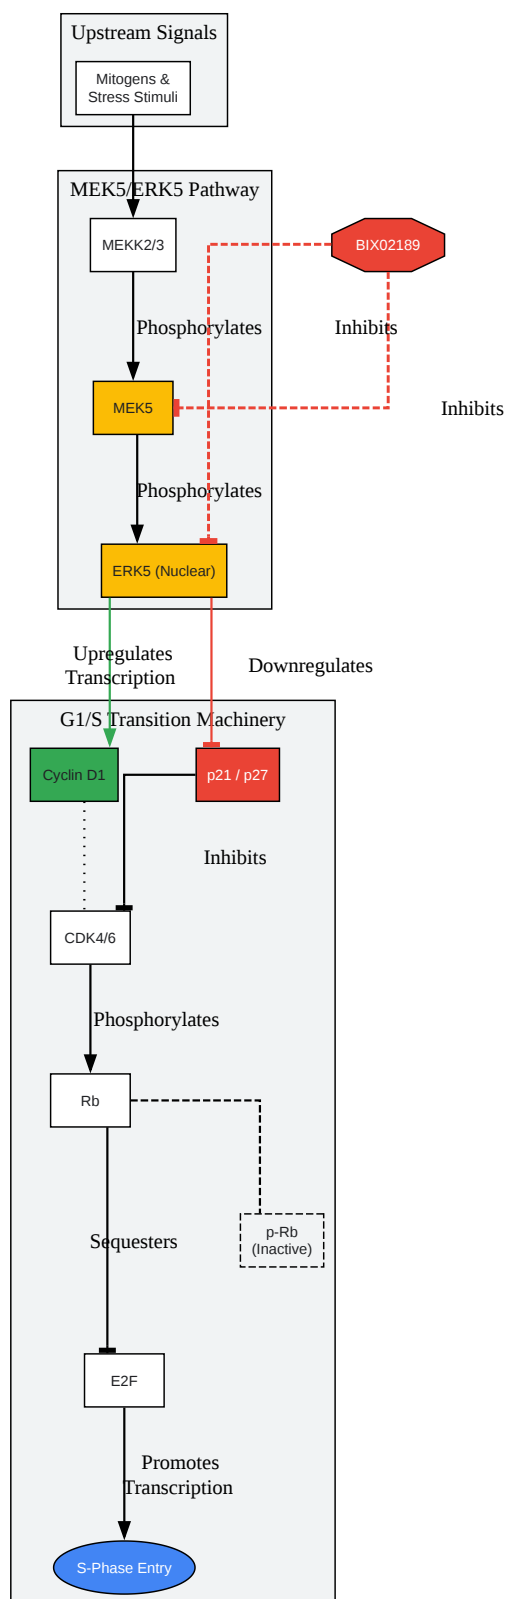 Upstream Signals
Mitogens &
Stress Stimuli
MEK5/ERK5 Pathway
MEKK2/3
BIX02189
Phosphorylates
Inhibits
MEK5
Inhibits
Phosphorylates
ERK5 (Nuclear)
Upregulates
Transcription
Downregulates
G1/S Transition Machinery
Cyclin D1
p21 / p27
Inhibits
CDK4/6
Phosphorylates
Rb
Sequesters
p-Rb
(Inactive)
E2F
Promotes
Transcription
S-Phase Entry